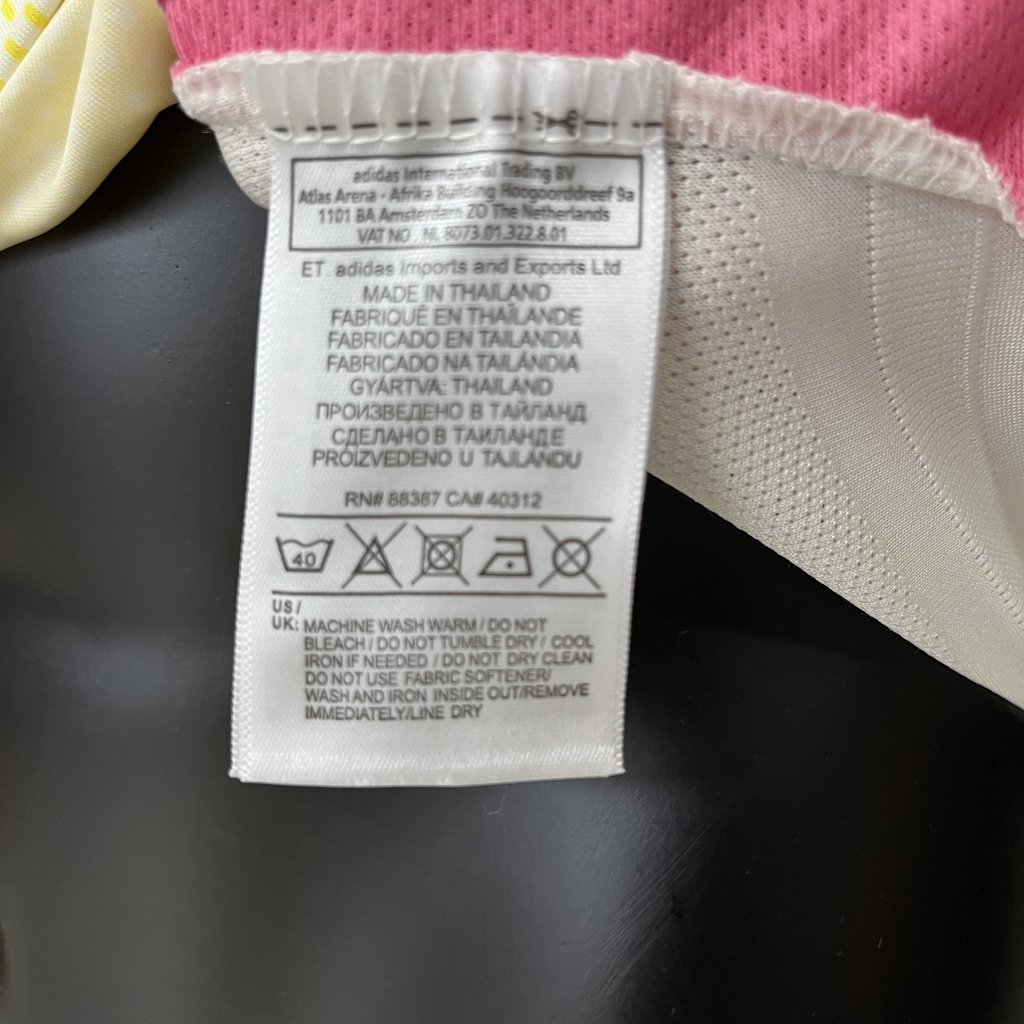 adidas International Trading BV
Atlas Arena - Afrika Building Hoogoorddreef 9a
1101 BA Amsterdam ZO The Netherlands
VAT NO. NL 8073.01.322.8.01
ET. adidas Imports and Exports Ltd
MADE IN THAILAND
FABRIQUÉ EN THAÏLANDE
FABRICADO EN TAILANDIA
FABRICADO NA TAILÂNDIA
GYÁRTVA: THAILAND
ПРОИЗВЕДЕНО В ТАЙЛАНД
СДЕЛАНО В ТАИЛАНДЕ
PROIZVEDENO U TAJLANDU
RN# 88387 CA# 40312
40
US /
UK: MACHINE WASH WARM / DO NOT
BLEACH / DO NOT TUMBLE DRY / COOL
IRON IF NEEDED / DO NOT DRY CLEAN
DO NOT USE FABRIC SOFTENER/
WASH AND IRON INSIDE OUT/REMOVE
IMMEDIATELY/LINE DRY